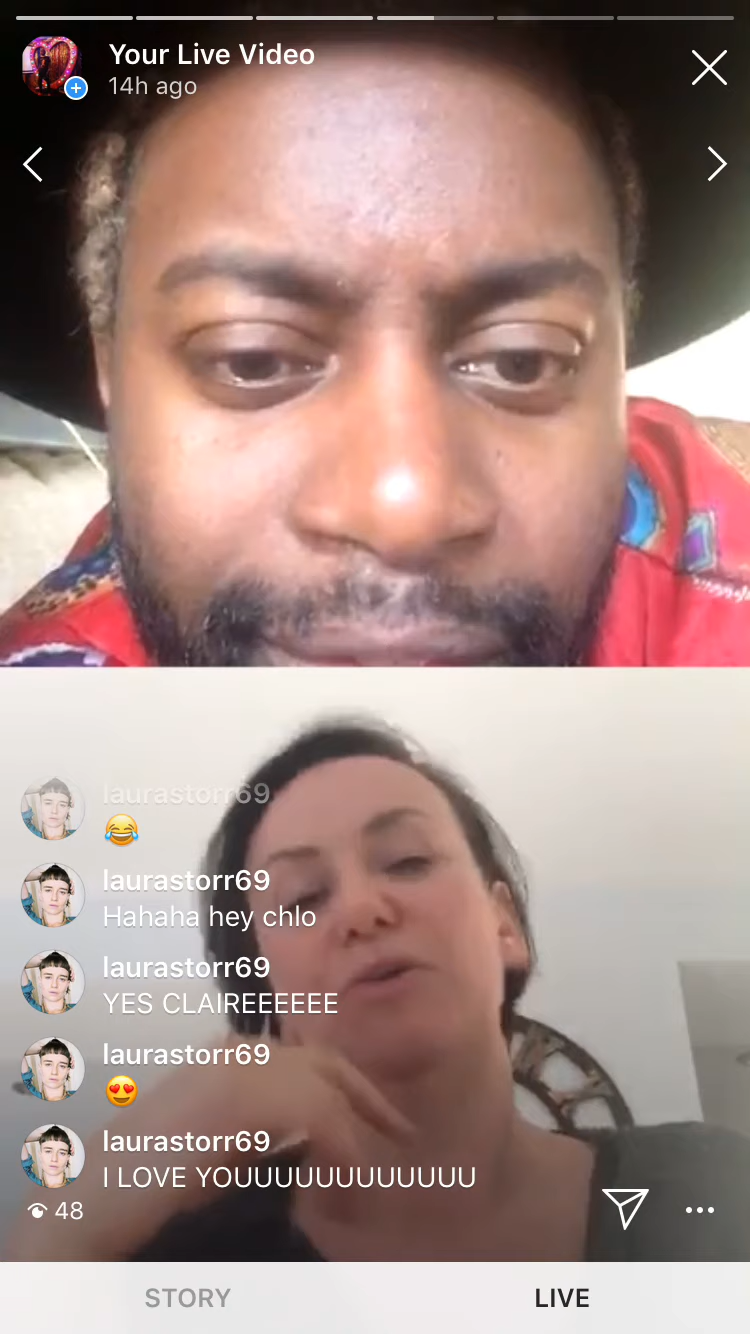 Your Live Video
14h ago
laurastorr69
😂
laurastorr69
Hahaha hey chlo
laurastorr69
YES CLAIREEEEEE
laurastorr69
😍
laurastorr69
I LOVE YOUUUUUUUUUUUUU
48
STORY
LIVE